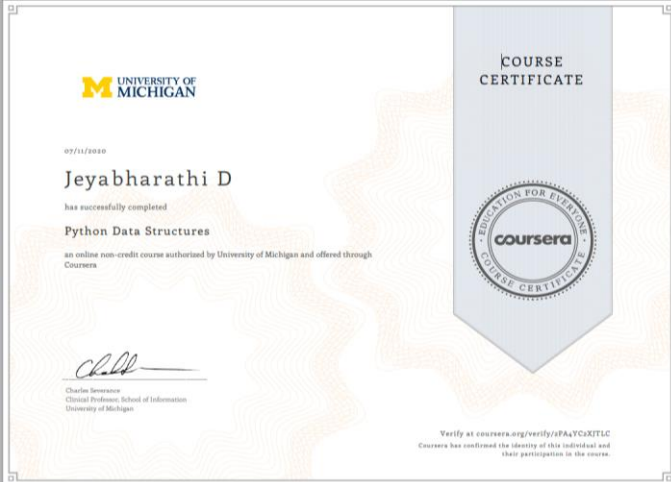 UNIVERSITY OF
MICHIGAN
07/11/2020
Jeyabharathi D
has successfully completed
Python Data Structures
an online non-credit course authorized by University of Michigan and offered through
Coursera
Charles Severance
Clinical Professor, School of Information
University of Michigan
COURSE
CERTIFICATE
EDUCATION FOR EVERYONE
coursera
COURSE CERTIFICATE
Verify at coursera.org/verify/2PA4YC2XJTLC
Coursera has confirmed the identity of this individual and
their participation in the course.